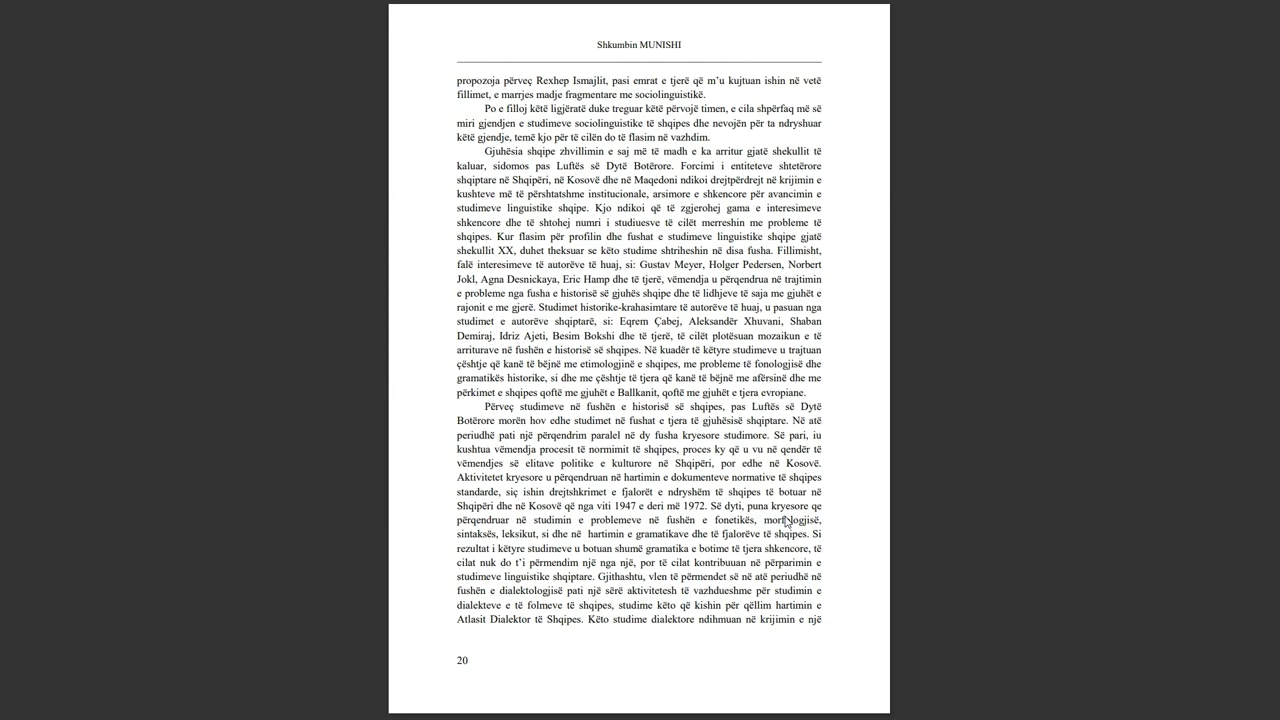 Shkumbin MUNISHI
propozoja përveç Rexhep Ismajlit, pasi emrat e tjerë që m’u kujtuan ishin në vetë
fillimet, e marrjes madje fragmentare me sociolinguistikë.
Po e filloj këtë ligjëratë duke treguar këtë përvojë timen, e cila shpërfaq më së
miri gjendjen e studimeve sociolinguistike të shqipes dhe nevojën për ta ndryshuar
këtë gjendje, temë kjo për të cilën do të flasim në vazhdim.
Gjuhësia shqipe zhvillimin e saj më të madh e ka arritur gjatë shekullit të
kaluar, sidomos pas Luftës së Dytë Botërore. Forcimi i entiteteve shtetërore
shqiptare në Shqipëri, në Kosovë dhe në Maqedoni ndikoi drejtpërdrejt në krijimin e
kushteve më të përshtatshme institucionale, arsimore e shkencore për avancimin e
studimeve linguistike shqipe. Kjo ndikoi që të zgjerohej gama e interesimeve
shkencore dhe të shtohej numri i studiuesve të cilët merreshin me probleme të
shqipes. Kur flasim për profilin dhe fushat e studimeve linguistike shqipe gjatë
shekullit XX, duhet theksuar se këto studime shtriheshin në disa fusha. Fillimisht,
falë interesimeve të autorëve të huaj, si: Gustav Meyer, Holger Pedersen, Norbert
Jokl, Agna Desnickaya, Eric Hamp dhe të tjerë, vëmendja u përqendrua në trajtimin
e probleme nga fusha e historisë së gjuhës shqipe dhe të lidhjeve të saja me gjuhët e
rajonit e me gjerë. Studimet historike-krahasimtare të autorëve të huaj, u pasuan nga
studimet e autorëve shqiptarë, si: Eqrem Çabej, Aleksandër Xhuvani, Shaban
Demiraj, Idriz Ajeti, Besim Bokshi dhe të tjerë, të cilët plotësuan mozaikun e të
arriturave në fushën e historisë së shqipes. Në kuadër të këtyre studimeve u trajtuan
çështje që kanë të bëjnë me etimologjinë e shqipes, me probleme të fonologjisë dhe
gramatikës historike, si dhe me çështje të tjera që kanë të bëjnë me afërsinë dhe me
përkimet e shqipes qoftë me gjuhët e Ballkanit, qoftë me gjuhët e tjera evropiane.
Përveç studimeve në fushën e historisë së shqipes, pas Luftës së Dytë
Botërore morën hov edhe studimet në fushat e tjera të gjuhësisë shqiptare. Në atë
periudhë pati një përqendrim paralel në dy fusha kryesore studimore. Së pari, iu
kushtua vëmendja procesit të normimit të shqipes, proces ky që u vu në qendër të
vëmendjes së elitave politike e kulturore në Shqipëri, por edhe në Kosovë.
Aktivitetet kryesore u përqendruan në hartimin e dokumenteve normative të shqipes
standarde, siç ishin drejtshkrimet e fjalorët e ndryshëm të shqipes të botuar në
Shqipëri dhe në Kosovë që nga viti 1947 e deri më 1972. Së dyti, puna kryesore qe
përqendruar në studimin e problemeve në fushën e fonetikës, morfologjisë,
sintaksës, leksikut, si dhe në hartimin e gramatikave dhe të fjalorëve të shqipes. Si
rezultat i këtyre studimeve u botuan shumë gramatika e botime të tjera shkencore, të
cilat nuk do t’i përmendim një nga një, por të cilat kontribuuan në përparimin e
studimeve linguistike shqiptare. Gjithashtu, vlen të përmendet së në atë periudhë në
fushën e dialektologjisë pati një sërë aktivitetesh të vazhdueshme për studimin e
dialekteve e të folmeve të shqipes, studime këto që kishin për qëllim hartimin e
Atlasit Dialektor të Shqipes. Këto studime dialektore ndihmuan në krijimin e një
20